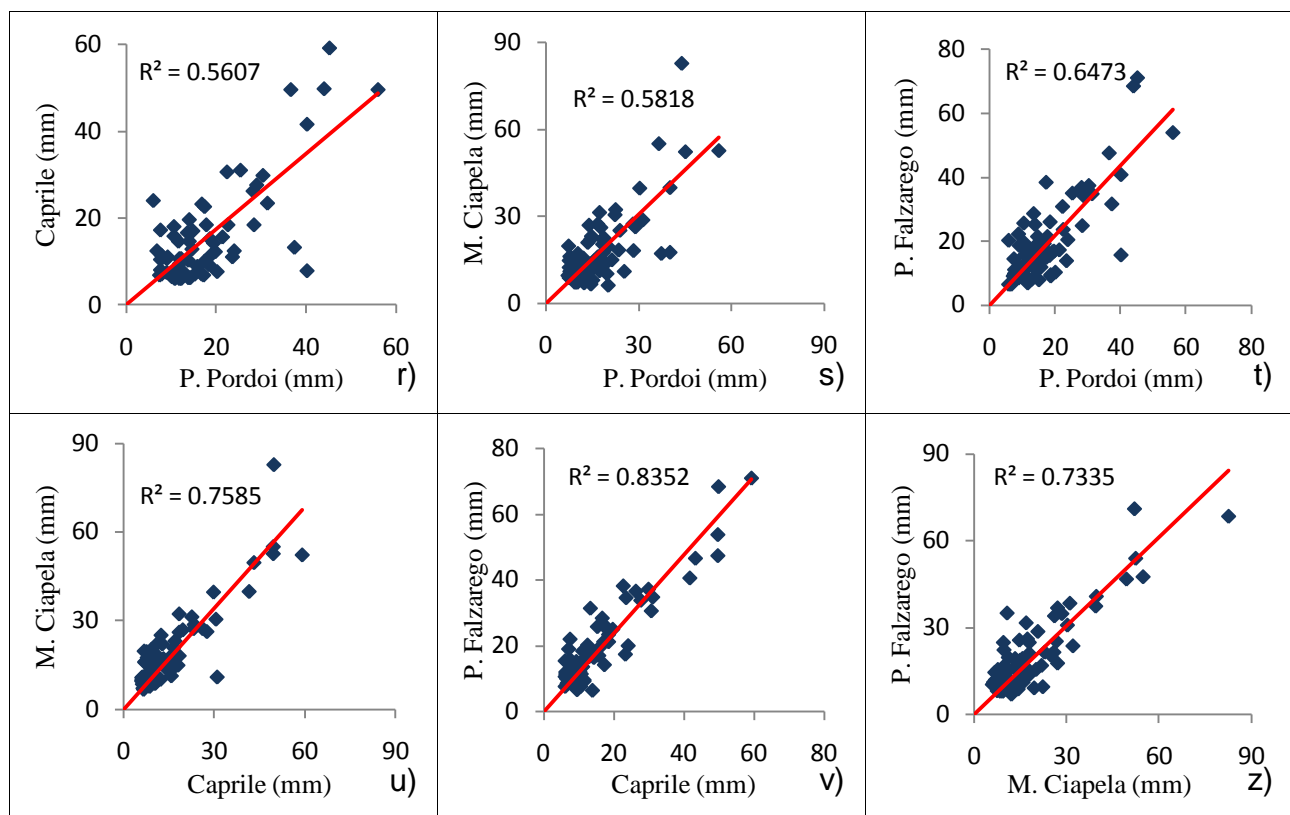 60
40
20
0
0 20 40 60
R² = 0.5607
Caprile (mm)
P. Pordoi (mm)
r)
90
60
30
0
0 30 60 90
R² = 0.5818
M. Ciapela (mm)
P. Pordoi (mm)
s)
80
60
40
20
0
0 20 40 60 80
R² = 0.6473
P. Falzarego (mm)
P. Pordoi (mm)
t)
90
60
30
0
0 30 60 90
R² = 0.7585
M. Ciapela (mm)
Caprile (mm)
u)
80
60
40
20
0
0 20 40 60 80
R² = 0.8352
P. Falzarego (mm)
Caprile (mm)
v)
90
60
30
0
0 30 60 90
R² = 0.7335
P. Falzarego (mm)
M. Ciapela (mm)
z)